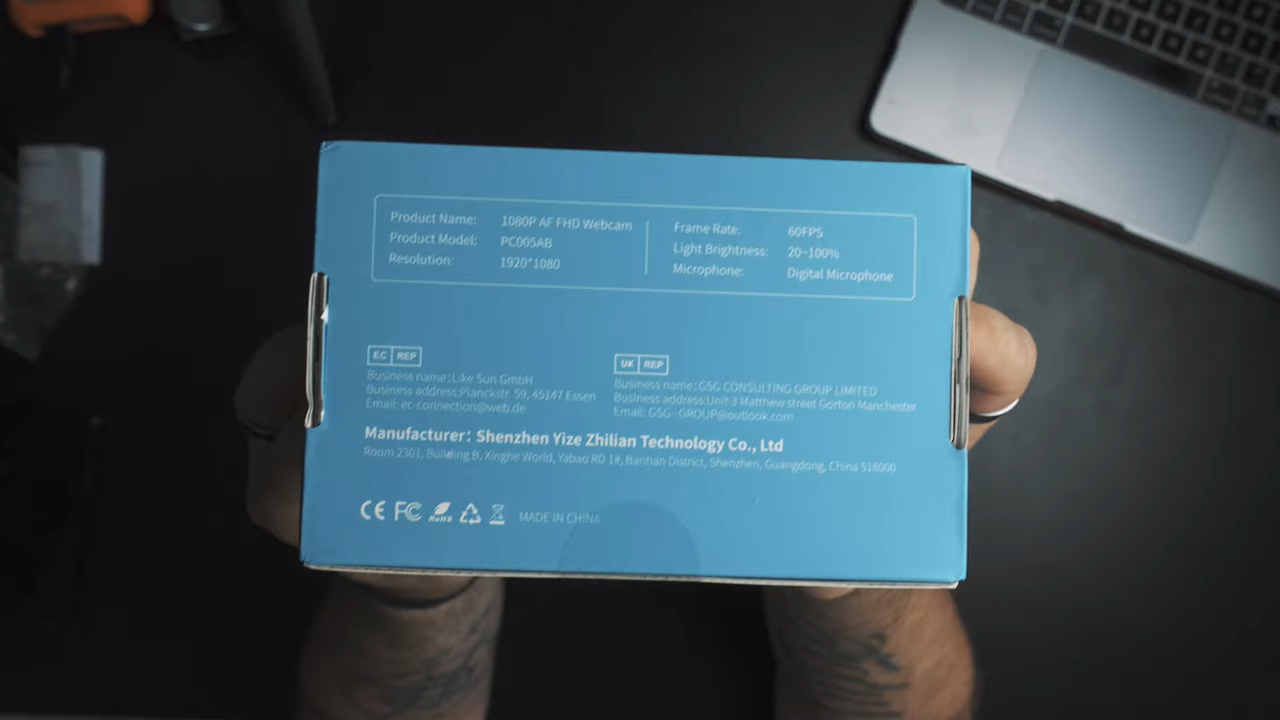 Product Name: 1080P AF FHD Webcam
Product Model: PC005AB
Resolution: 1920*1080
Frame Rate: 60FPS
Light Brightness: 20~100%
Microphone: Digital Microphone
EC REP
Business name:Like Sun GmbH
Business address:Planckstr. 59, 45147 Essen
Email: ec-connection@web.de
UK REP
Business name:GSG CONSULTING GROUP LIMITED
Business address:Unit 3 Matthew street Gorton Manchester
Email: GSG-GROUP@outlook.com
Manufacturer: Shenzhen Yize Zhilian Technology Co., Ltd
Room 2301, Building B, Xinghe World, Yabao RD 1#, Bantian District, Shenzhen, Guangdong, China 518000
CE FC RoHS MADE IN CHINA